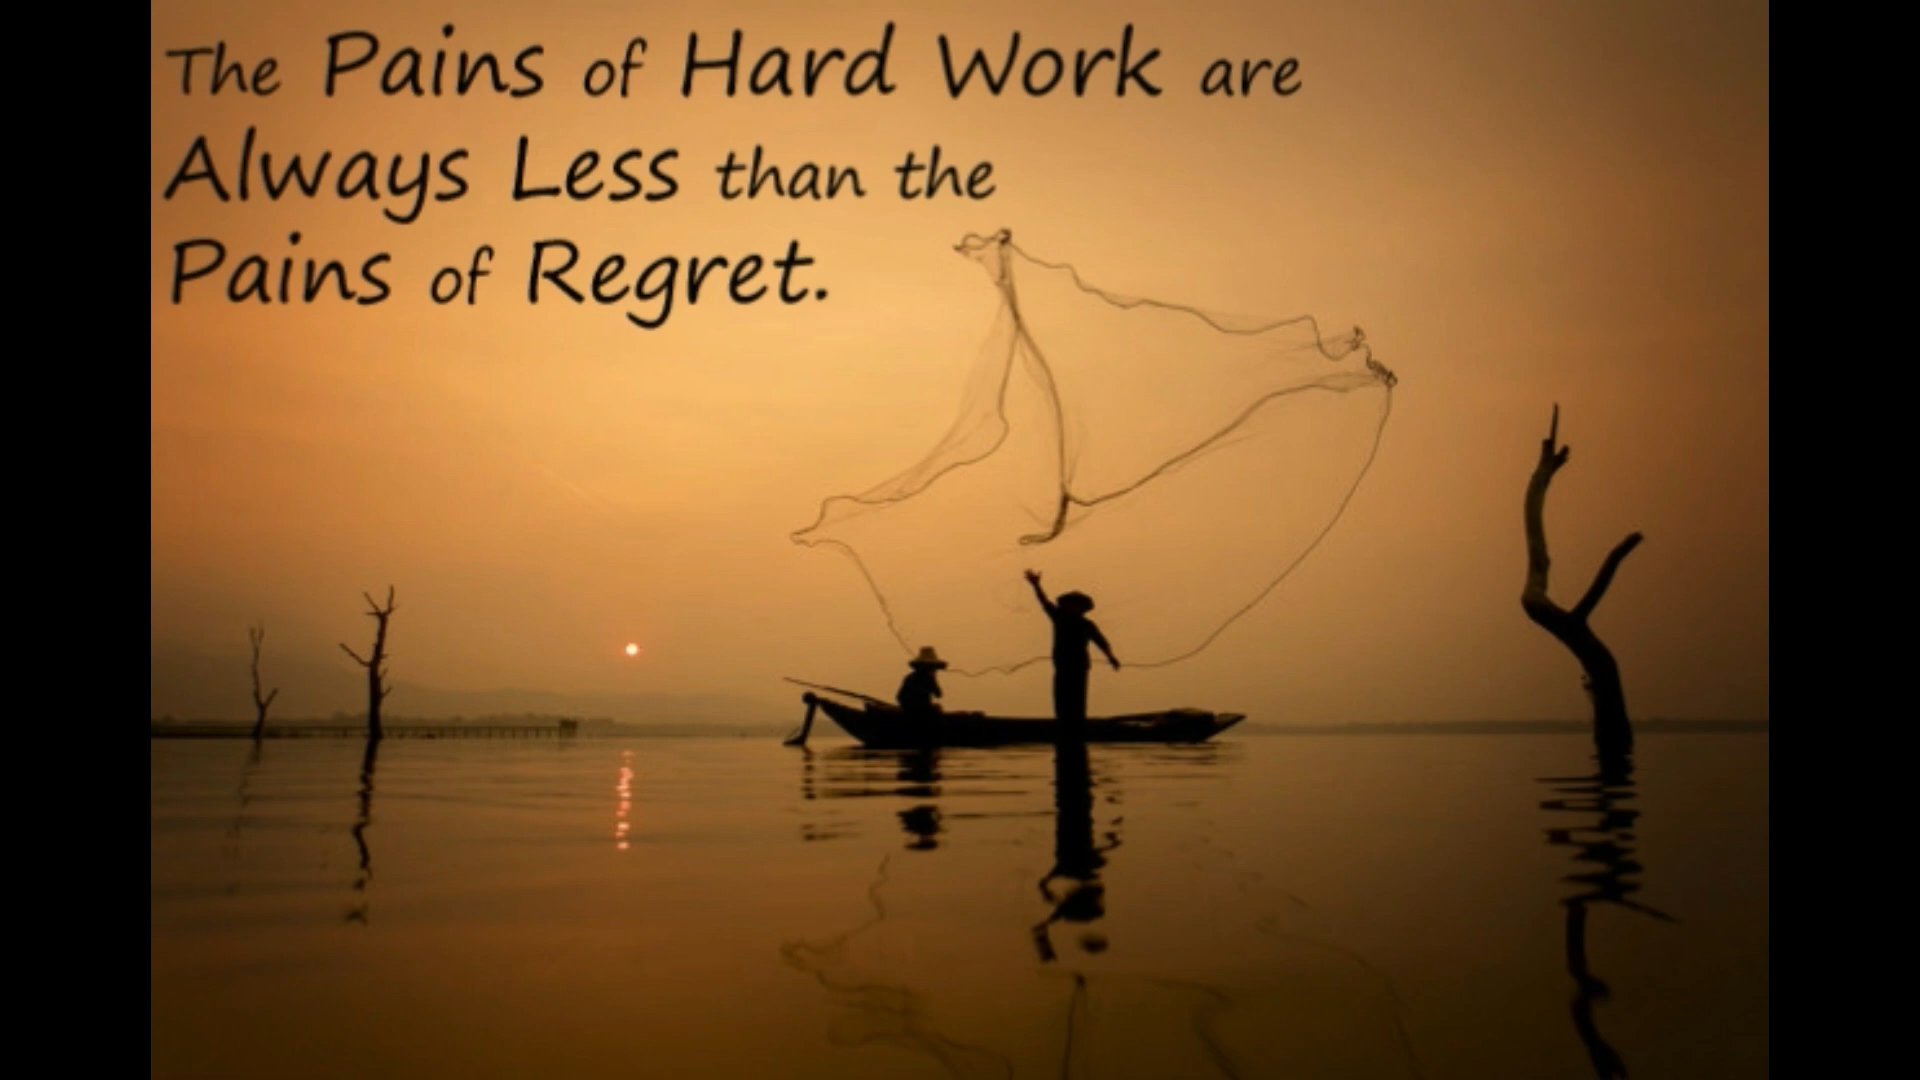 The Pains of Hard Work are
Always Less than the
Pains of Regret.